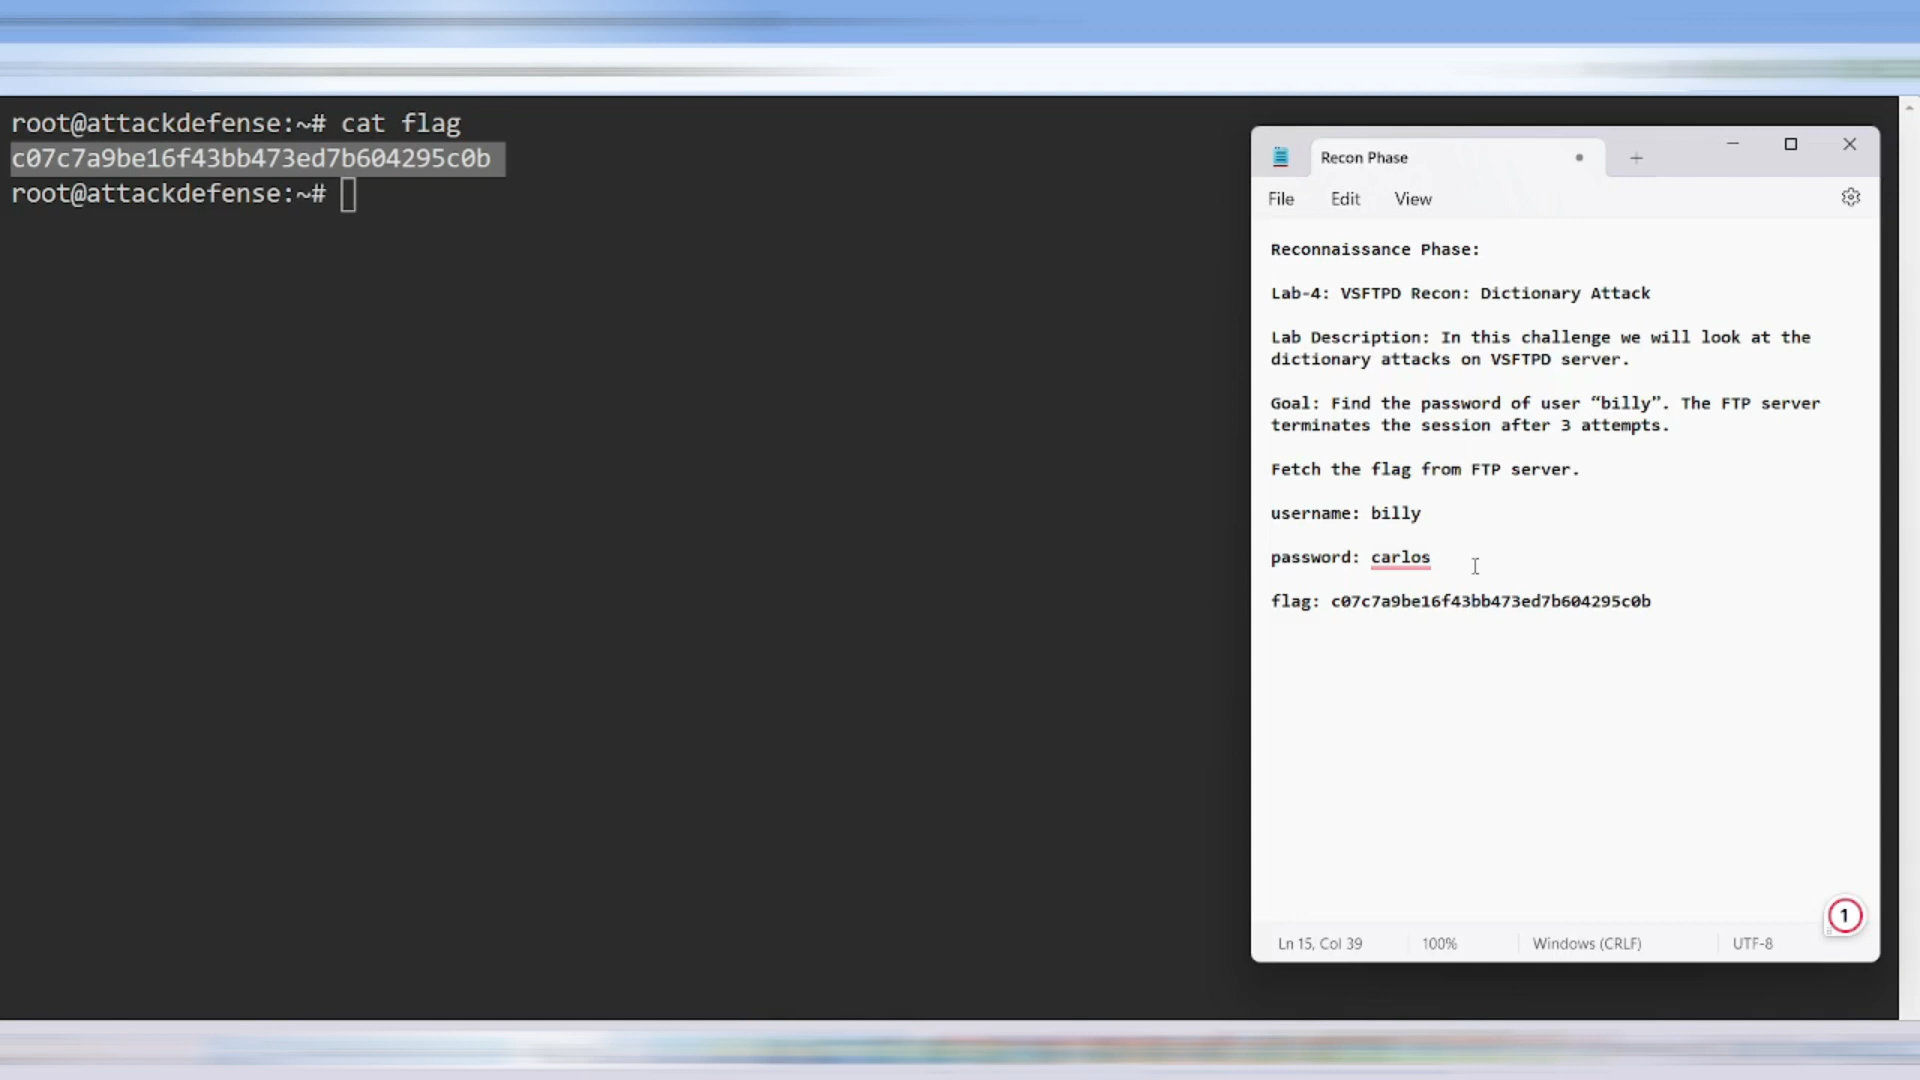 root@attackdefense:~# cat flag
c07c7a9be16f43bb473ed7b604295c0b
root@attackdefense:~#
Recon Phase
File Edit View
Reconnaissance Phase:
Lab-4: VSFTPD Recon: Dictionary Attack
Lab Description: In this challenge we will look at the
dictionary attacks on VSFTPD server.
Goal: Find the password of user “billy”. The FTP server
terminates the session after 3 attempts.
Fetch the flag from FTP server.
username: billy
password: carlos
flag: c07c7a9be16f43bb473ed7b604295c0b
1
Ln 15, Col 39 100% Windows (CRLF) UTF-8